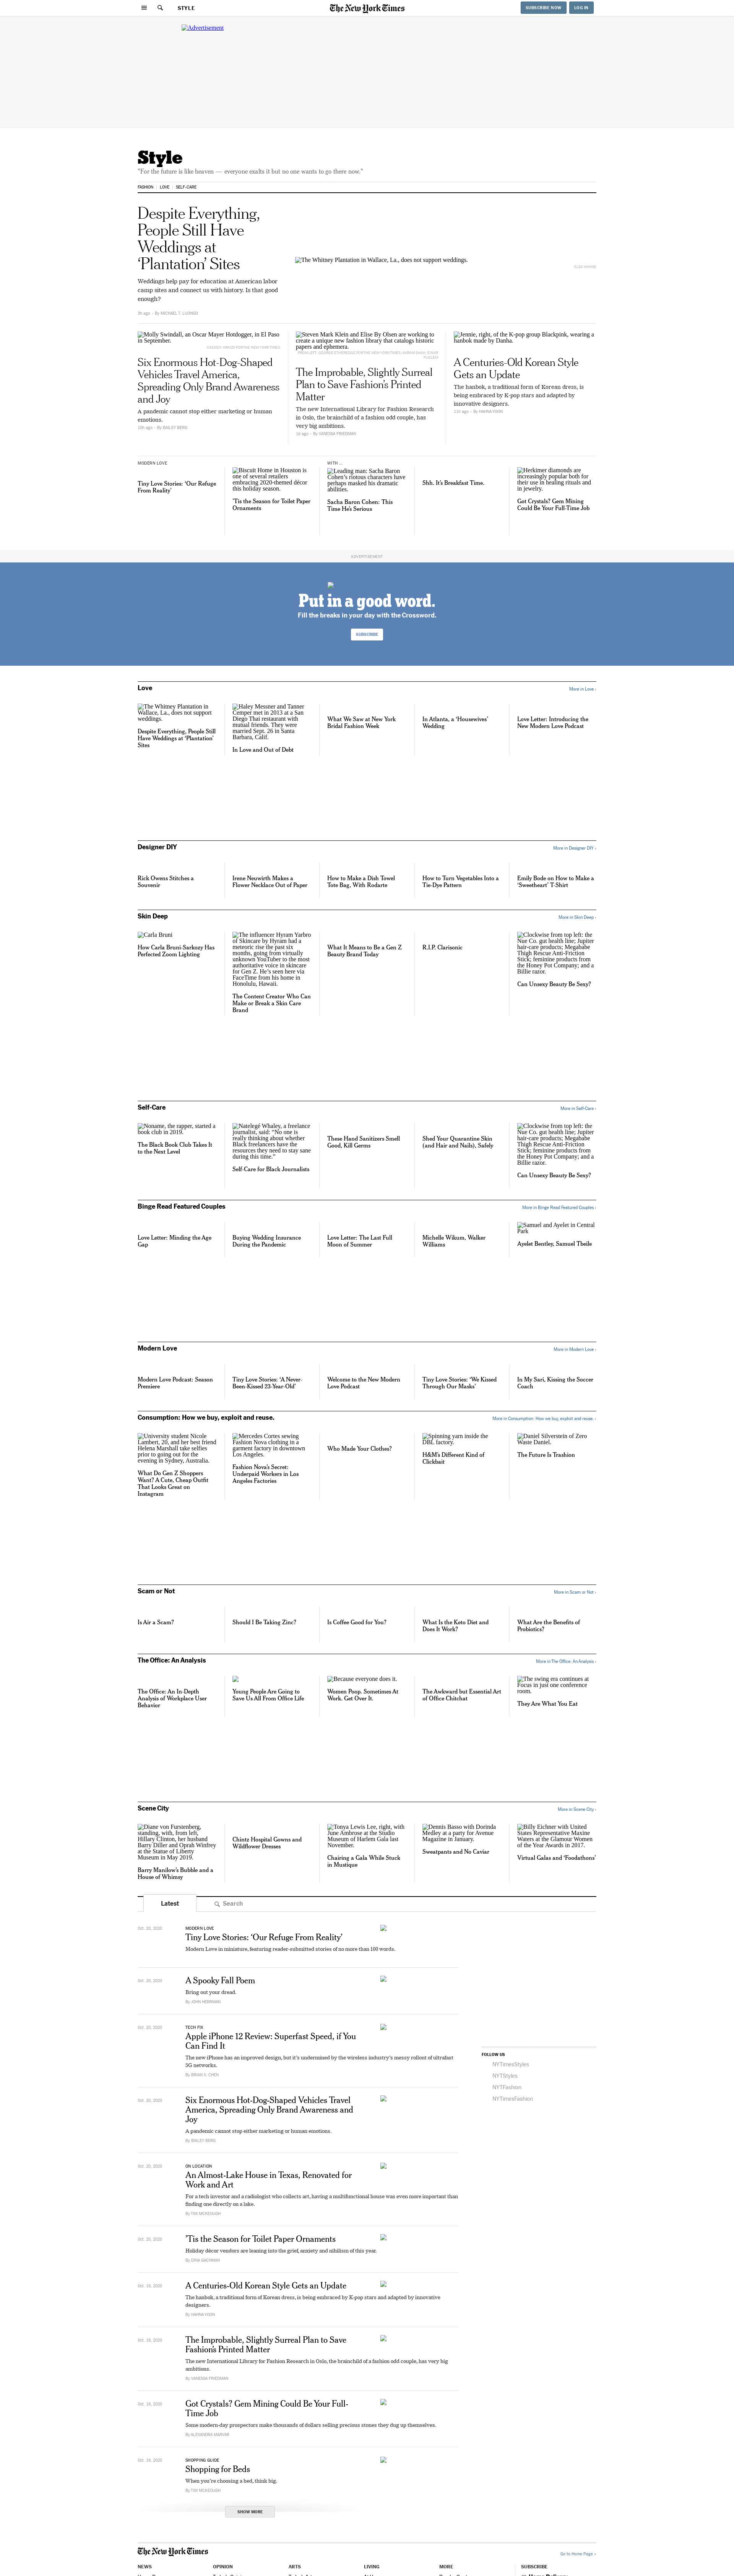 STYLE
The New York Times
SUBSCRIBE NOW
LOG IN
Advertisement
Style
“For the future is like heaven — everyone exalts it but no one wants to go there now.”
FASHION
LOVE
SELF-CARE
Despite Everything,
People Still Have
Weddings at
‘Plantation’ Sites
Weddings help pay for education at American labor
camp sites and connect us with history. Is that good
enough?
By MICHAEL T. LUONGO
The Whitney Plantation in Wallace, La., does not support weddings.
Molly Swindall, an Oscar Mayer Hotdogger, in El Paso
in September.
Six Enormous Hot-Dog-Shaped
Vehicles Travel America,
Spreading Only Brand Awareness
and Joy
A pandemic cannot stop either marketing or human
emotions.
By BAILEY BERG
Steven Mark Klein and Elise By Olsen are working to
create a unique new fashion library that catalogs historic
papers and ephemera.
The Improbable, Slightly Surreal
Plan to Save Fashion’s Printed
Matter
The new International Library for Fashion Research
in Oslo, the brainchild of a fashion odd couple, has
very big ambitions.
By VANESSA FRIEDMAN
Jennie, right, of the K-pop group Blackpink, wearing a
hanbok made by Danha.
A Centuries-Old Korean Style
Gets an Update
The hanbok, a traditional form of Korean dress, is
being embraced by K-pop stars and adapted by
innovative designers.
By HAHNA YOON
MODERN LOVE
Tiny Love Stories: ‘Our Refuge
From Reality’
Biscuit Home in Houston is
one of several retailers
embracing 2020-themed décor
this holiday season.
’Tis the Season for Toilet Paper
Ornaments
WITH ...
Leading man: Sacha Baron
Cohen’s riotous characters have
perhaps masked his dramatic
abilities.
Sacha Baron Cohen: This
Time He’s Serious
Shh. It’s Breakfast Time.
Herkimer diamonds are
increasingly popular both for
their use in healing rituals and
in jewelry.
Got Crystals? Gem Mining
Could Be Your Full-Time Job
ADVERTISEMENT
Put in a good word.
Fill the breaks in your day with the Crossword.
SUBSCRIBE
Love
More in Love ›
The Whitney Plantation in
Wallace, La., does not support
weddings.
Despite Everything, People Still
Have Weddings at ‘Plantation’
Sites
Haley Messner and Tanner
Cemper met in 2013 at a San
Diego Thai restaurant with
mutual friends. They were
married Sept. 26 in Santa
Barbara, Calif.
In Love and Out of Debt
What We Saw at New York
Bridal Fashion Week
In Atlanta, a ‘Housewives’
Wedding
Love Letter: Introducing the
New Modern Love Podcast
Designer DIY
More in Designer DIY ›
Rick Owens Stitches a
Souvenir
Irene Neuwirth Makes a
Flower Necklace Out of Paper
How to Make a Dish Towel
Tote Bag, With Rodarte
How to Turn Vegetables Into a
Tie-Dye Pattern
Emily Bode on How to Make a
‘Sweetheart’ T-Shirt
Skin Deep
More in Skin Deep ›
Carla Bruni
How Carla Bruni-Sarkozy Has
Perfected Zoom Lighting
The influencer Hyram Yarbro
of Skincare by Hyram had a
meteoric rise the past six
months, going from virtually
unknown YouTuber to the most
authoritative voice in skincare
for Gen Z. He’s seen here via
FaceTime from his home in
Honolulu, Hawaii.
The Content Creator Who Can
Make or Break a Skin Care
Brand
What It Means to Be a Gen Z
Beauty Brand Today
R.I.P. Clarisonic
Clockwise from top left: the
Nue Co. gut health line; Jupiter
hair-care products; Megababe
Thigh Rescue Anti-Friction
Stick; feminine products from
the Honey Pot Company; and a
Billie razor.
Can Unsexy Beauty Be Sexy?
Self-Care
More in Self-Care ›
Noname, the rapper, started a
book club in 2019.
The Black Book Club Takes It
to the Next Level
Natelegé Whaley, a freelance
journalist, said: “No one is
really thinking about whether
Black freelancers have the
resources they need to stay sane
during this time.”
Self-Care for Black Journalists
These Hand Sanitizers Smell
Good, Kill Germs
Shed Your Quarantine Skin
(and Hair and Nails), Safely
Clockwise from top left: the
Nue Co. gut health line; Jupiter
hair-care products; Megababe
Thigh Rescue Anti-Friction
Stick; feminine products from
the Honey Pot Company; and a
Billie razor.
Can Unsexy Beauty Be Sexy?
Binge Read Featured Couples
More in Binge Read Featured Couples ›
Love Letter: Minding the Age
Gap
Buying Wedding Insurance
During the Pandemic
Love Letter: The Last Full
Moon of Summer
Michelle Wikum, Walker
Williams
Samuel and Ayelet in Central
Park
Ayelet Bentley, Samuel Tbeile
Modern Love
More in Modern Love ›
Modern Love Podcast: Season
Premiere
Tiny Love Stories: ‘A Never-
Been-Kissed 23-Year-Old’
Welcome to the New Modern
Love Podcast
Tiny Love Stories: ‘We Kissed
Through Our Masks’
In My Sari, Kissing the Soccer
Coach
Consumption: How we buy, exploit and reuse.
More in Consumption: How we buy, exploit and reuse. ›
University student Nicole
Lambert, 20, and her best friend
Helena Marshall take selfies
prior to going out for the
evening in Sydney, Australia.
What Do Gen Z Shoppers
Want? A Cute, Cheap Outfit
That Looks Great on
Instagram
Mercedes Cortes sewing
Fashion Nova clothing in a
garment factory in downtown
Los Angeles.
Fashion Nova’s Secret:
Underpaid Workers in Los
Angeles Factories
Who Made Your Clothes?
Spinning yarn inside the
DBL factory.
H&M’s Different Kind of
Clickbait
Daniel Silverstein of Zero
Waste Daniel.
The Future Is Trashion
Scam or Not
More in Scam or Not ›
Is Air a Scam?
Should I Be Taking Zinc?
Is Coffee Good for You?
What Is the Keto Diet and
Does It Work?
What Are the Benefits of
Probiotics?
The Office: An Analysis
More in The Office: An Analysis ›
The Office: An In-Depth
Analysis of Workplace User
Behavior
Young People Are Going to
Save Us All From Office Life
Because everyone does it.
Women Poop. Sometimes At
Work. Get Over It.
The Awkward but Essential Art
of Office Chitchat
The swing era continues at
Focus in just one conference
room.
They Are What You Eat
Scene City
More in Scene City ›
Diane von Furstenberg,
standing, with, from left,
Hillary Clinton, her husband
Barry Diller and Oprah Winfrey
at the Statue of Liberty
Museum in May 2019.
Barry Manilow’s Bubble and a
House of Whimsy
Chintz Hospital Gowns and
Wildflower Dresses
Tonya Lewis Lee, right, with
June Ambrose at the Studio
Museum of Harlem Gala last
November.
Chairing a Gala While Stuck
in Mustique
Dennis Basso with Dorinda
Medley at a party for Avenue
Magazine in January.
Sweatpants and No Caviar
Billy Eichner with United
States Representative Maxine
Waters at the Glamour Women
of the Year Awards in 2017.
Virtual Galas and ‘Foodathons’
Latest
Search
Oct. 20, 2020
MODERN LOVE
Tiny Love Stories: ‘Our Refuge From Reality’
Modern Love in miniature, featuring reader-submitted stories of no more than 100 words.
Oct. 20, 2020
A Spooky Fall Poem
Bring out your dread.
By JOHN HERRMAN
Oct. 20, 2020
TECH FIX
Apple iPhone 12 Review: Superfast Speed, if You
Can Find It
The new iPhone has an improved design, but it’s undermined by the wireless industry’s messy rollout of ultrafast
5G networks.
By BRIAN X. CHEN
FOLLOW US
NYTimesStyles
NYTStyles
NYTFashion
NYTimesFashion
Oct. 20, 2020
Six Enormous Hot-Dog-Shaped Vehicles Travel
America, Spreading Only Brand Awareness and
Joy
A pandemic cannot stop either marketing or human emotions.
By BAILEY BERG
Oct. 20, 2020
ON LOCATION
An Almost-Lake House in Texas, Renovated for
Work and Art
For a tech investor and a radiologist who collects art, having a multifunctional house was even more important than
finding one directly on a lake.
By TIM MCKEOUGH
Oct. 20, 2020
’Tis the Season for Toilet Paper Ornaments
Holiday décor vendors are leaning into the grief, anxiety and nihilism of this year.
By DINA GACHMAN
Oct. 19, 2020
A Centuries-Old Korean Style Gets an Update
The hanbok, a traditional form of Korean dress, is being embraced by K-pop stars and adapted by innovative
designers.
By HAHNA YOON
Oct. 19, 2020
The Improbable, Slightly Surreal Plan to Save
Fashion’s Printed Matter
The new International Library for Fashion Research in Oslo, the brainchild of a fashion odd couple, has very big
ambitions.
By VANESSA FRIEDMAN
Oct. 19, 2020
Got Crystals? Gem Mining Could Be Your Full-
Time Job
Some modern-day prospectors make thousands of dollars selling precious stones they dug up themselves.
By ALEXANDRA MARVAR
Oct. 19, 2020
SHOPPING GUIDE
Shopping for Beds
When you’re choosing a bed, think big.
By TIM MCKEOUGH
SHOW MORE
The New York Times
Go to Home Page »
NEWS
OPINION
ARTS
LIVING
MORE
SUBSCRIBE